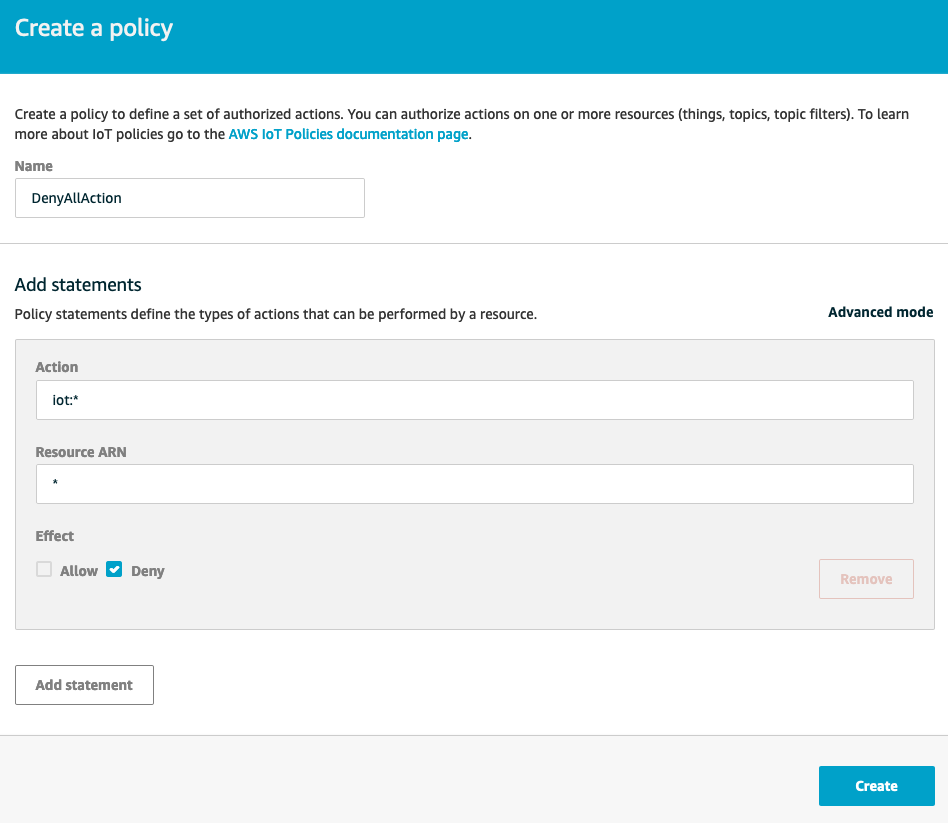 Create a policy
Create a policy to define a set of authorized actions. You can authorize actions on one or more resources (things, topics, topic filters). To learn
more about IoT policies go to the AWS IoT Policies documentation page.
Name
DenyAllAction
Add statements
Policy statements define the types of actions that can be performed by a resource.
Advanced mode
Action
iot:*
Resource ARN
*
Effect
Allow Deny
Remove
Add statement
Create